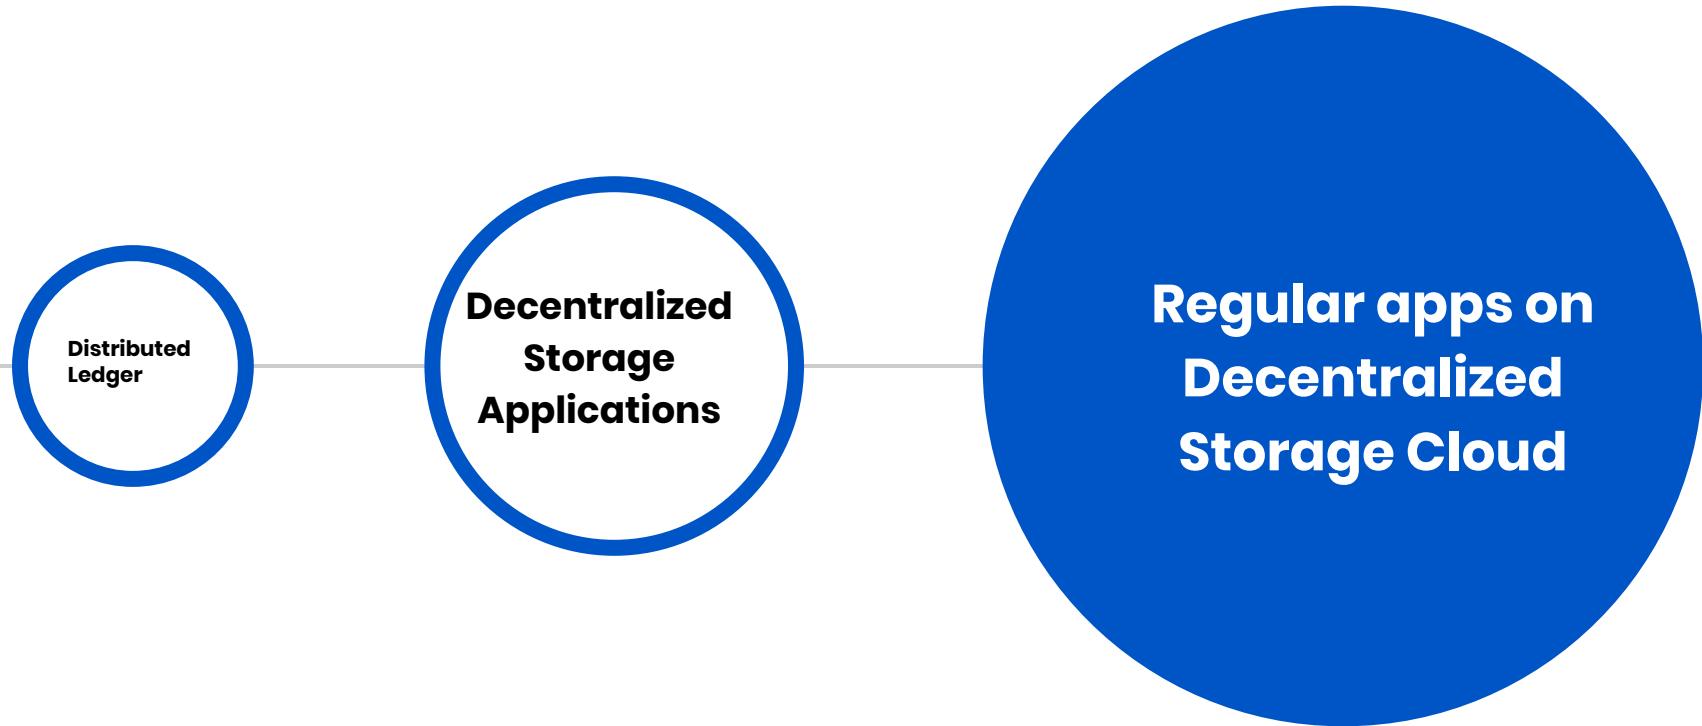 Distributed
Ledger
Decentralized
Storage
Applications
Regular apps on
Decentralized
Storage Cloud